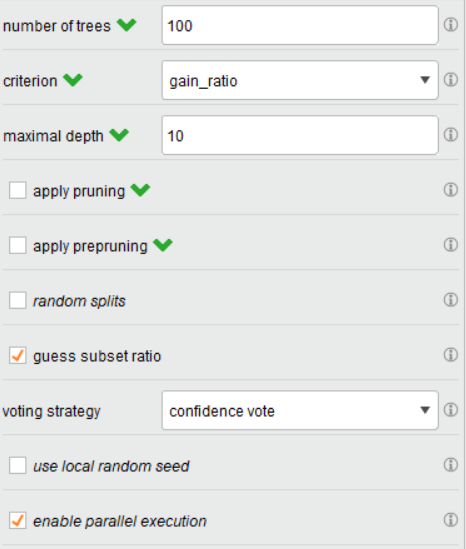 number of trees 100
criterion gain_ratio
maximal depth 10
apply pruning
apply prepruning
random splits
guess subset ratio
voting strategy confidence vote
use local random seed
enable parallel execution